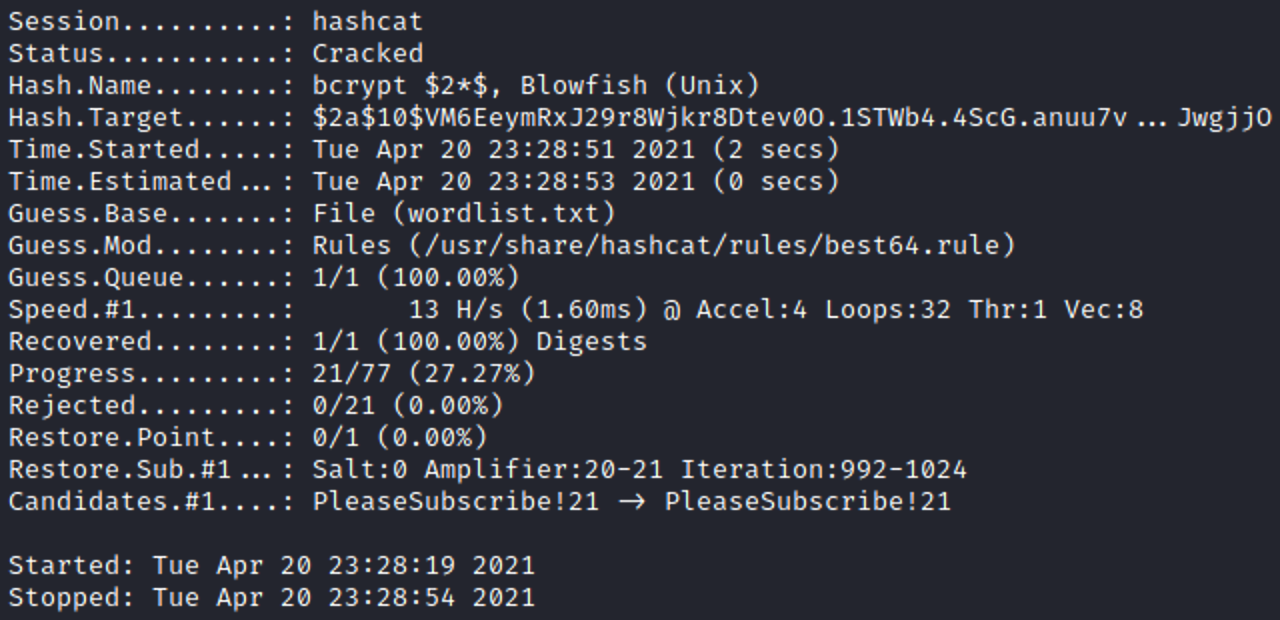 Session..........: hashcat
Status...........: Cracked
Hash.Name........: bcrypt $2*$, Blowfish (Unix)
Hash.Target......: $2a$10$VM6EeymRxJ29r8Wjkr8Dtev0O.1STWb4.4ScG.anuu7v...JwgjjO
Time.Started.....: Tue Apr 20 23:28:51 2021 (2 secs)
Time.Estimated...: Tue Apr 20 23:28:53 2021 (0 secs)
Guess.Base.......: File (wordlist.txt)
Guess.Mod........: Rules (/usr/share/hashcat/rules/best64.rule)
Guess.Queue......: 1/1 (100.00%)
Speed.#1.........:       13 H/s (1.60ms) @ Accel:4 Loops:32 Thr:1 Vec:8
Recovered........: 1/1 (100.00%) Digests
Progress.........: 21/77 (27.27%)
Rejected.........: 0/21 (0.00%)
Restore.Point....: 0/1 (0.00%)
Restore.Sub.#1...: Salt:0 Amplifier:20-21 Iteration:992-1024
Candidates.#1....: PleaseSubscribe!21 -> PleaseSubscribe!21

Started: Tue Apr 20 23:28:19 2021
Stopped: Tue Apr 20 23:28:54 2021